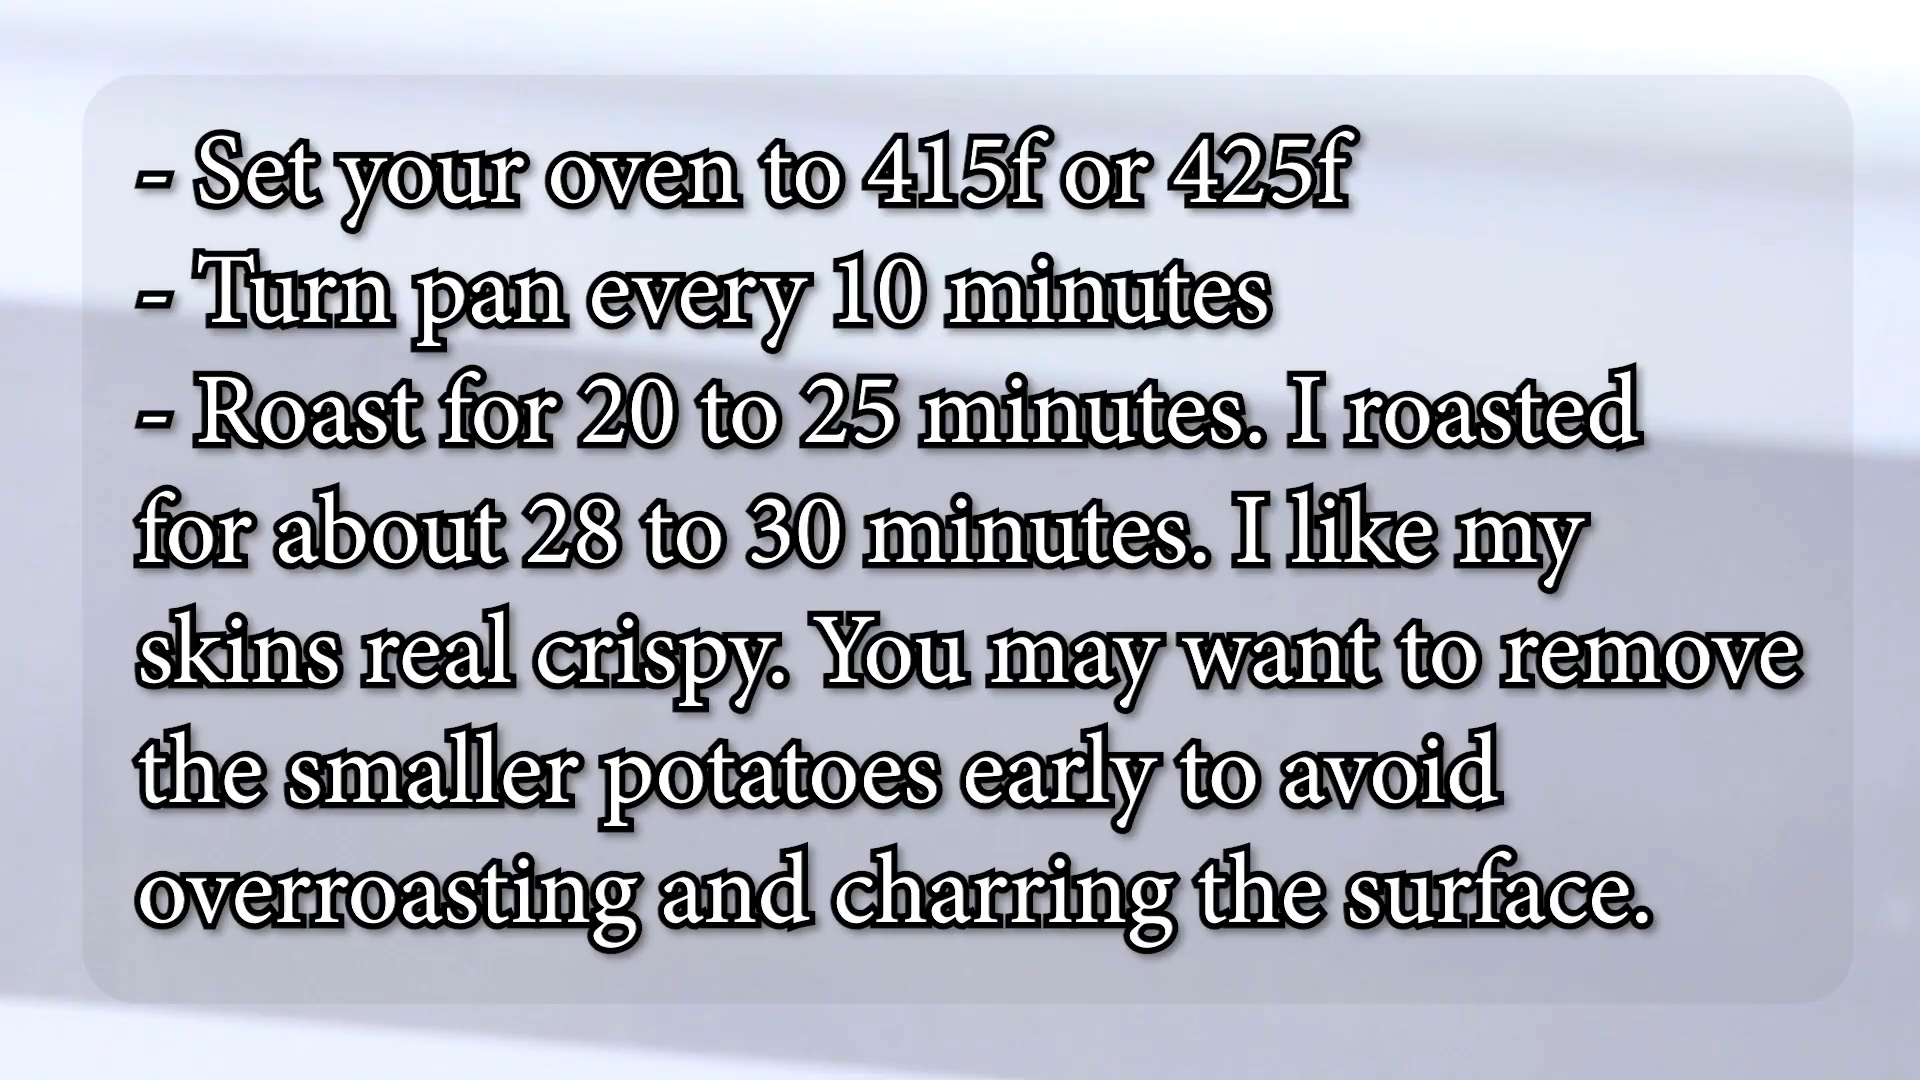 - Set your oven to 415f or 425f
- Turn pan every 10 minutes
- Roast for 20 to 25 minutes. I roasted
for about 28 to 30 minutes. I like my
skins real crispy. You may want to remove
the smaller potatoes early to avoid
overroasting and charring the surface.